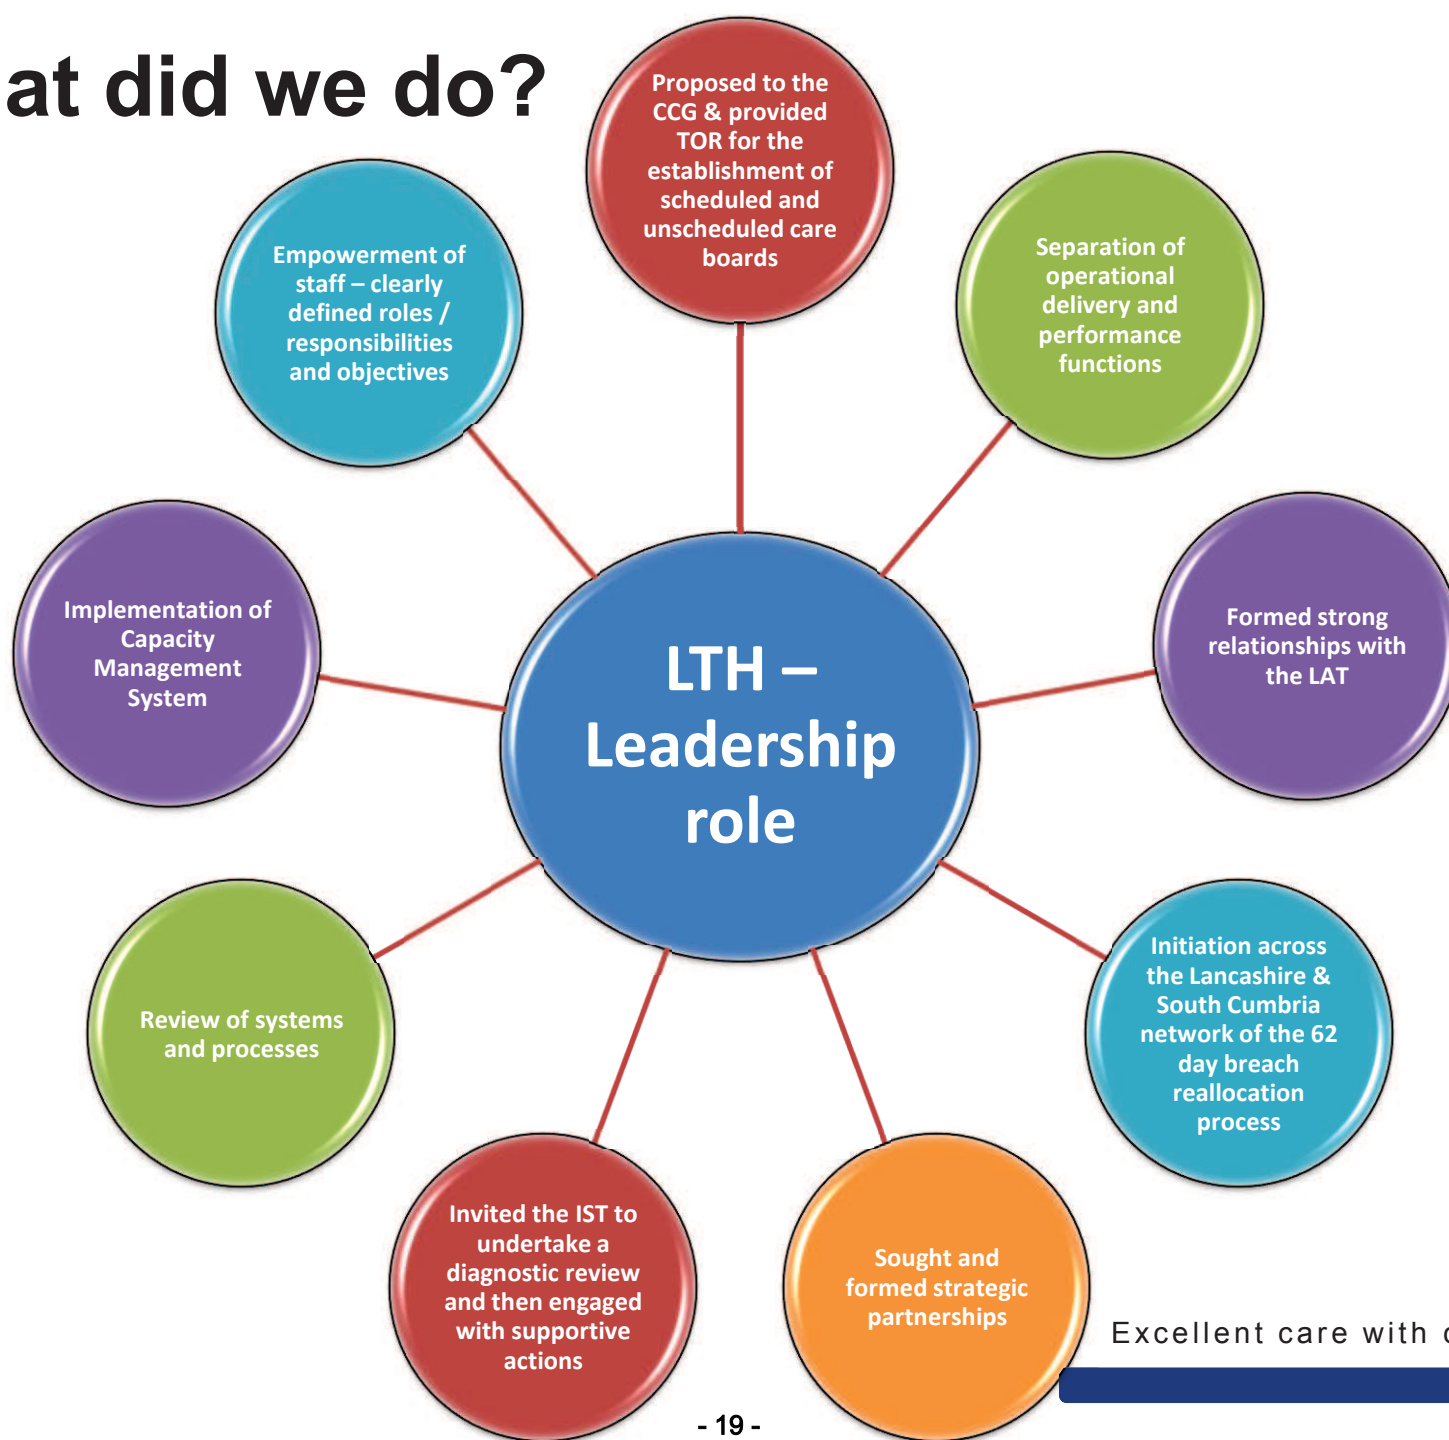 at did we do?
Proposed to the
CCG & provided
TOR for the
establishment of
scheduled and
unscheduled care
boards
Separation of
operational
delivery and
performance
functions
Formed strong
relationships with
the LAT
Initiation across
the Lancashire &
South Cumbria
network of the 62
day breach
reallocation
process
Sought and
formed strategic
partnerships
Invited the IST to
undertake a
diagnostic review
and then engaged
with supportive
actions
Review of systems
and processes
Implementation of
Capacity
Management
System
Empowerment of
staff – clearly
defined roles /
responsibilities
and objectives
LTH –
Leadership
role
Excellent care with
- 19 -